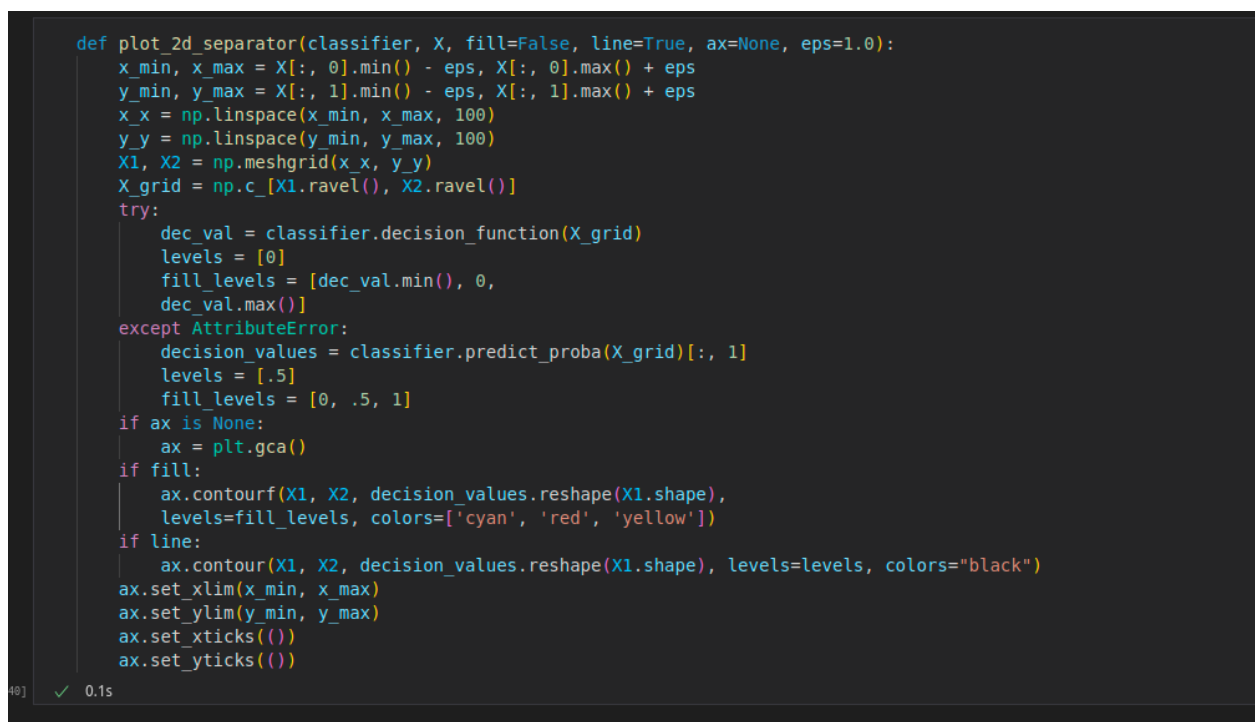 def plot_2d_separator(classifier, X, fill=False, line=True, ax=None, eps=1.0):
    x_min, x_max = X[:, 0].min() - eps, X[:, 0].max() + eps
    y_min, y_max = X[:, 1].min() - eps, X[:, 1].max() + eps
    x_x = np.linspace(x_min, x_max, 100)
    y_y = np.linspace(y_min, y_max, 100)
    X1, X2 = np.meshgrid(x_x, y_y)
    X_grid = np.c_[X1.ravel(), X2.ravel()]
    try:
        dec_val = classifier.decision_function(X_grid)
        levels = [0]
        fill_levels = [dec_val.min(), 0,
        dec_val.max()]
    except AttributeError:
        decision_values = classifier.predict_proba(X_grid)[:, 1]
        levels = [.5]
        fill_levels = [0, .5, 1]
    if ax is None:
        ax = plt.gca()
    if fill:
        ax.contourf(X1, X2, decision_values.reshape(X1.shape),
        levels=fill_levels, colors=['cyan', 'red', 'yellow'])
    if line:
        ax.contour(X1, X2, decision_values.reshape(X1.shape), levels=levels, colors="black")
    ax.set_xlim(x_min, x_max)
    ax.set_ylim(y_min, y_max)
    ax.set_xticks(())
    ax.set_yticks(())
40] ✓ 0.1s